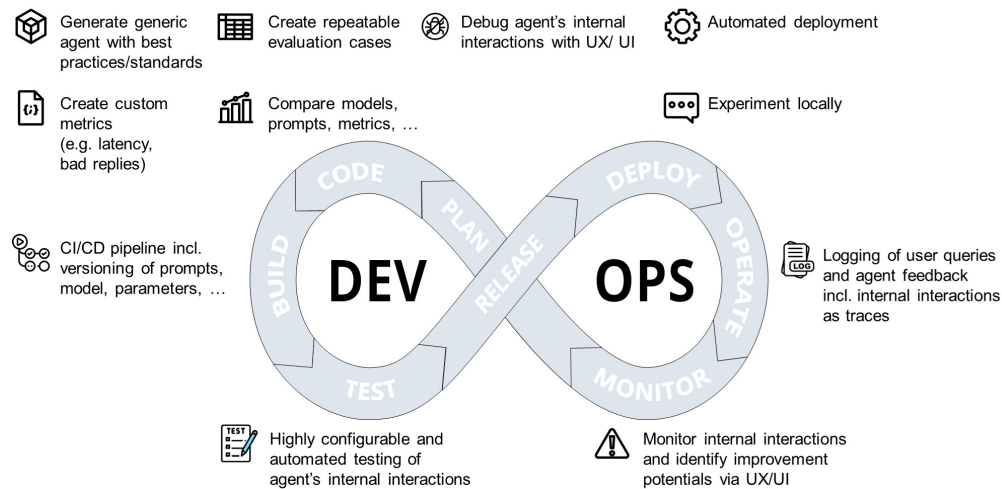 Generate generic
agent with best
practices/standards
Create repeatable
evaluation cases
Debug agent's internal
interactions with UX/ UI
Automated deployment
{;}
Create custom
metrics
(e.g. latency,
bad replies)
Compare models,
prompts, metrics, …
Experiment locally
CODE
PLAN
BUILD
DEV
TEST
RELEASE
DEPLOY
OPERATE
OPS
MONITOR
CI/CD pipeline incl.
versioning of prompts,
model, parameters, …
LOG
Logging of user queries
and agent feedback
incl. internal interactions
as traces
TEST
Highly configurable and
automated testing of
agent's internal interactions
Monitor internal interactions
and identify improvement
potentials via UX/UI